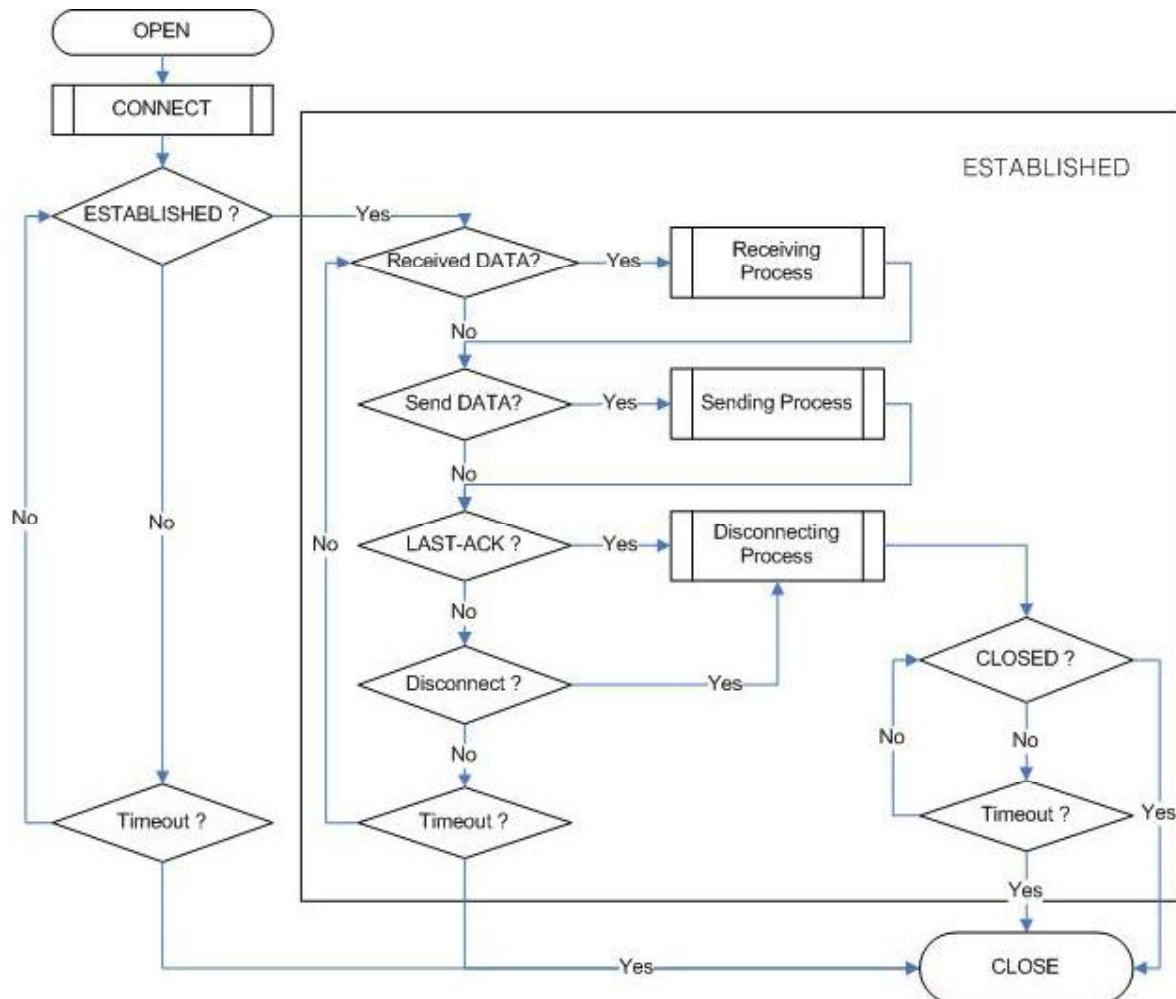 OPEN
CONNECT
ESTABLISHED
ESTABLISHED ?
Yes
Received DATA?
Yes
Receiving
Process
No
Send DATA?
Yes
Sending Process
No
No
No
No
LAST-ACK ?
Yes
Disconnecting
Process
No
CLOSED ?
Disconnect ?
Yes
No
No
No
Timeout ?
Timeout ?
Timeout ?
Yes
Yes
Yes
CLOSE